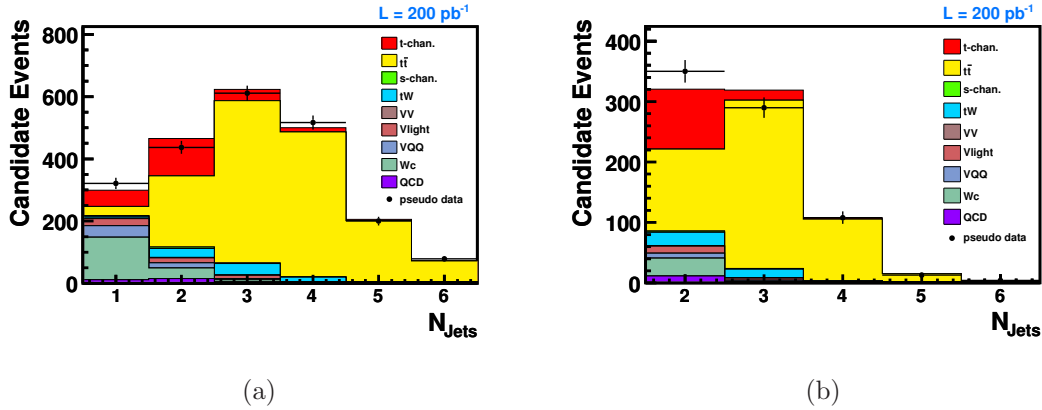 L = 200 pb-1
Candidate Events
800
600
400
200
0
t-chan.
tt̄
s-chan.
tW
VV
Vlight
VQQ
Wc
QCD
pseudo data
1 2 3 4 5 6
NJets
(a)
L = 200 pb-1
Candidate Events
400
300
200
100
0
t-chan.
tt̄
s-chan.
tW
VV
Vlight
VQQ
Wc
QCD
pseudo data
2 3 4 5 6
NJets
(b)